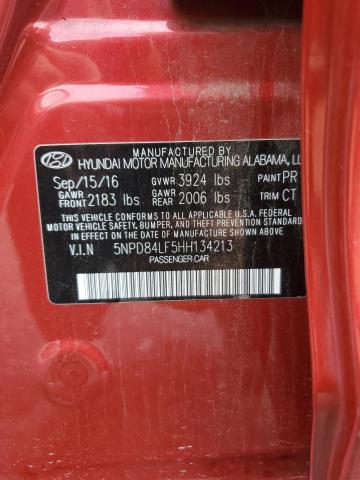 MANUFACTURED BY
HYUNDAI MOTOR MANUFACTURING ALABAMA, LL
Sep/15/16 GVWR 3924 lbs PAINT PR
GAWR FRONT 2183 lbs GAWR REAR 2006 lbs TRIM CT
THIS VEHICLE CONFORMS TO ALL APPLICABLE U.S. FEDERAL
MOTOR VEHICLE SAFETY, BUMPER, AND THEFT PREVENTION
STANDARDS IN EFFECT ON THE DATE OF MANUFACTURE SHOWN ABOVE.
V.I.N 5NPD84LF5HH134213
PASSENGER CAR